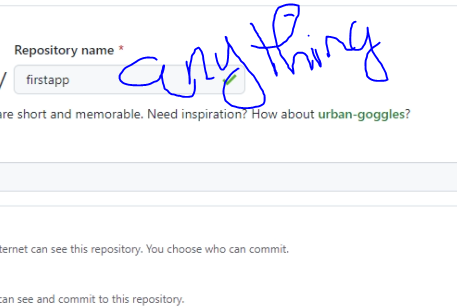 Repository name *
/ firstapp
anything
are short and memorable. Need inspiration? How about urban-goggles?
ternet can see this repository. You choose who can commit.
can see and commit to this repository.